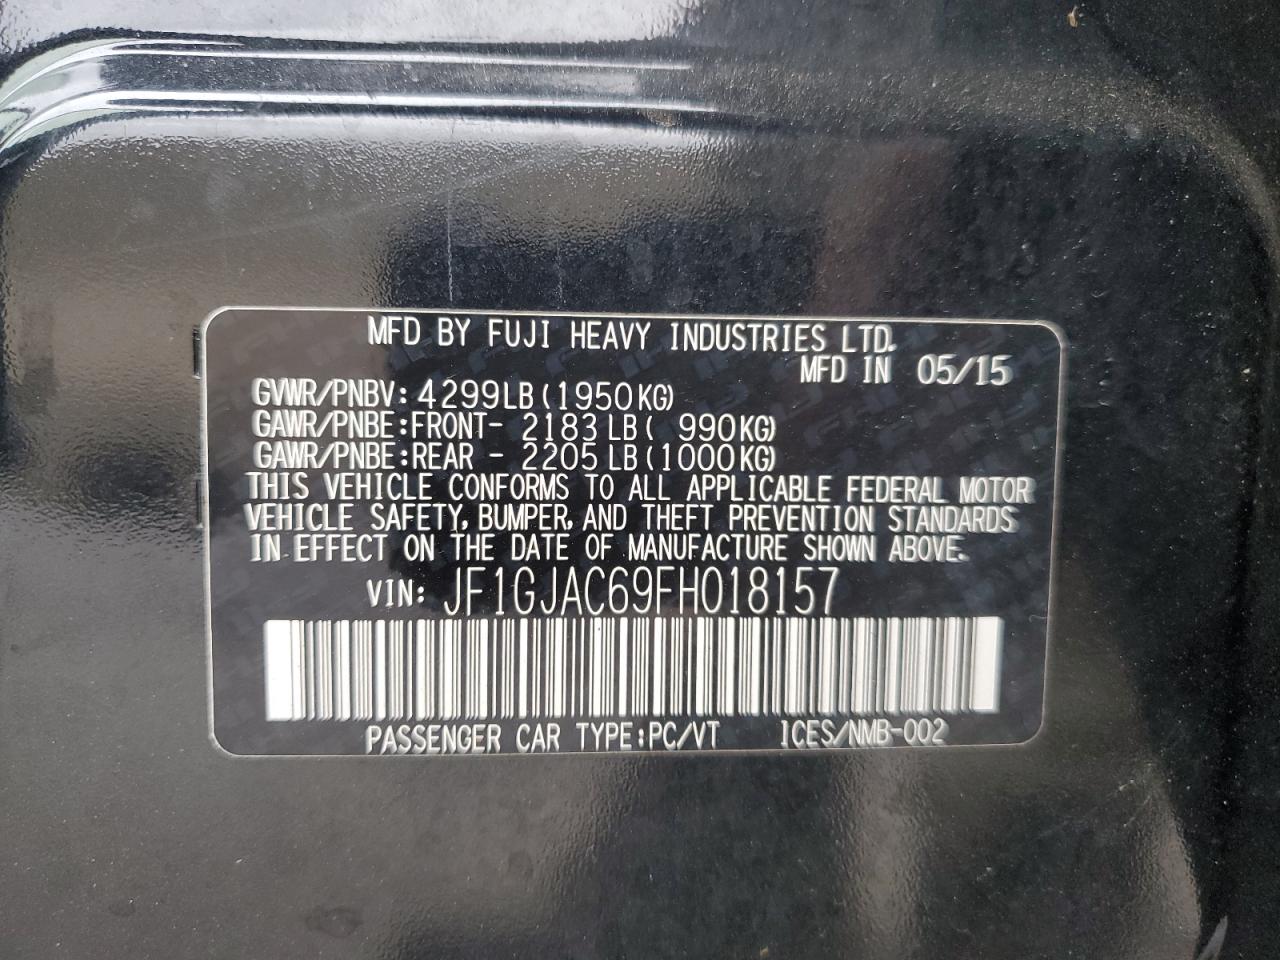 MFD BY FUJI HEAVY INDUSTRIES LTD.
MFD IN 05/15
GVWR/PNBV: 4299LB (1950KG)
GAWR/PNBE: FRONT- 2183 LB ( 990KG)
GAWR/PNBE: REAR - 2205 LB (1000KG)
THIS VEHICLE CONFORMS TO ALL APPLICABLE FEDERAL MOTOR
VEHICLE SAFETY, BUMPER, AND THEFT PREVENTION STANDARDS
IN EFFECT ON THE DATE OF MANUFACTURE SHOWN ABOVE.
VIN: JF1GJAC69FH018157
PASSENGER CAR TYPE:PC/VT ICES/NMB-002